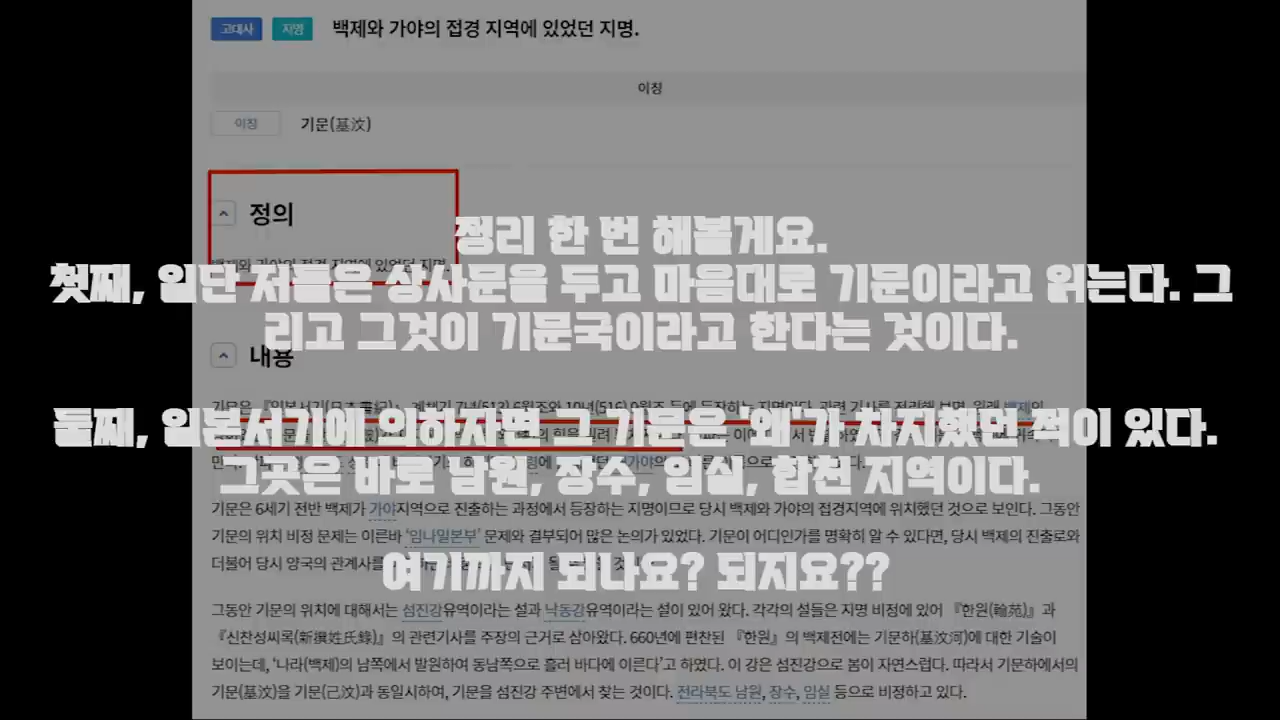 고대사 지명 백제와 가야의 접경 지역에 있었던 지명.
이칭
이칭 기문(基汶)
정의
정리 한 번 해볼게요.
첫째, 일단 저들은 상사문을 두고 마음대로 기문이라고 읽는다. 그
리고 그것이 기문국이라고 한다는 것이다.
내용
둘째, 일본서기에 의하자면 그 기문은 '왜'가 차지했던 적이 있다.
그곳은 바로 남원, 장수, 임실, 합천 지역이다.
기문은 6세기 전반 백제가 가야지역으로 진출하는 과정에서 등장하는 지명이므로 당시 백제와 가야의 접경지역에 위치했던 것으로 보인다. 그동안
기문의 위치 비정 문제는 이른바 '임나일본부' 문제와 결부되어 많은 논의가 있었다. 기문이 어디인가를 명확히 알 수 있다면, 당시 백제의 진출로와
더불어 당시 양국의 관계사를
여기까지 되나요? 되지요??
그동안 기문의 위치에 대해서는 섬진강유역이라는 설과 낙동강유역이라는 설이 있어 왔다. 각각의 설들은 지명 비정에 있어 『한원(翰苑)』과
『신찬성씨록(新撰姓氏錄)』의 관련기사를 주장의 근거로 삼아왔다. 660년에 편찬된 『한원』의 백제전에는 기문하(基汶河)에 대한 기술이
보이는데, '나라(백제)의 남쪽에서 발원하여 동남쪽으로 흘러 바다에 이른다'고 하였다. 이 강은 섬진강으로 봄이 자연스럽다. 따라서 기문하에서의
기문(基汶)을 기문(己汶)과 동일시하여, 기문을 섬진강 주변에서 찾는 것이다. 전라북도 남원, 장수, 임실 등으로 비정하고 있다.